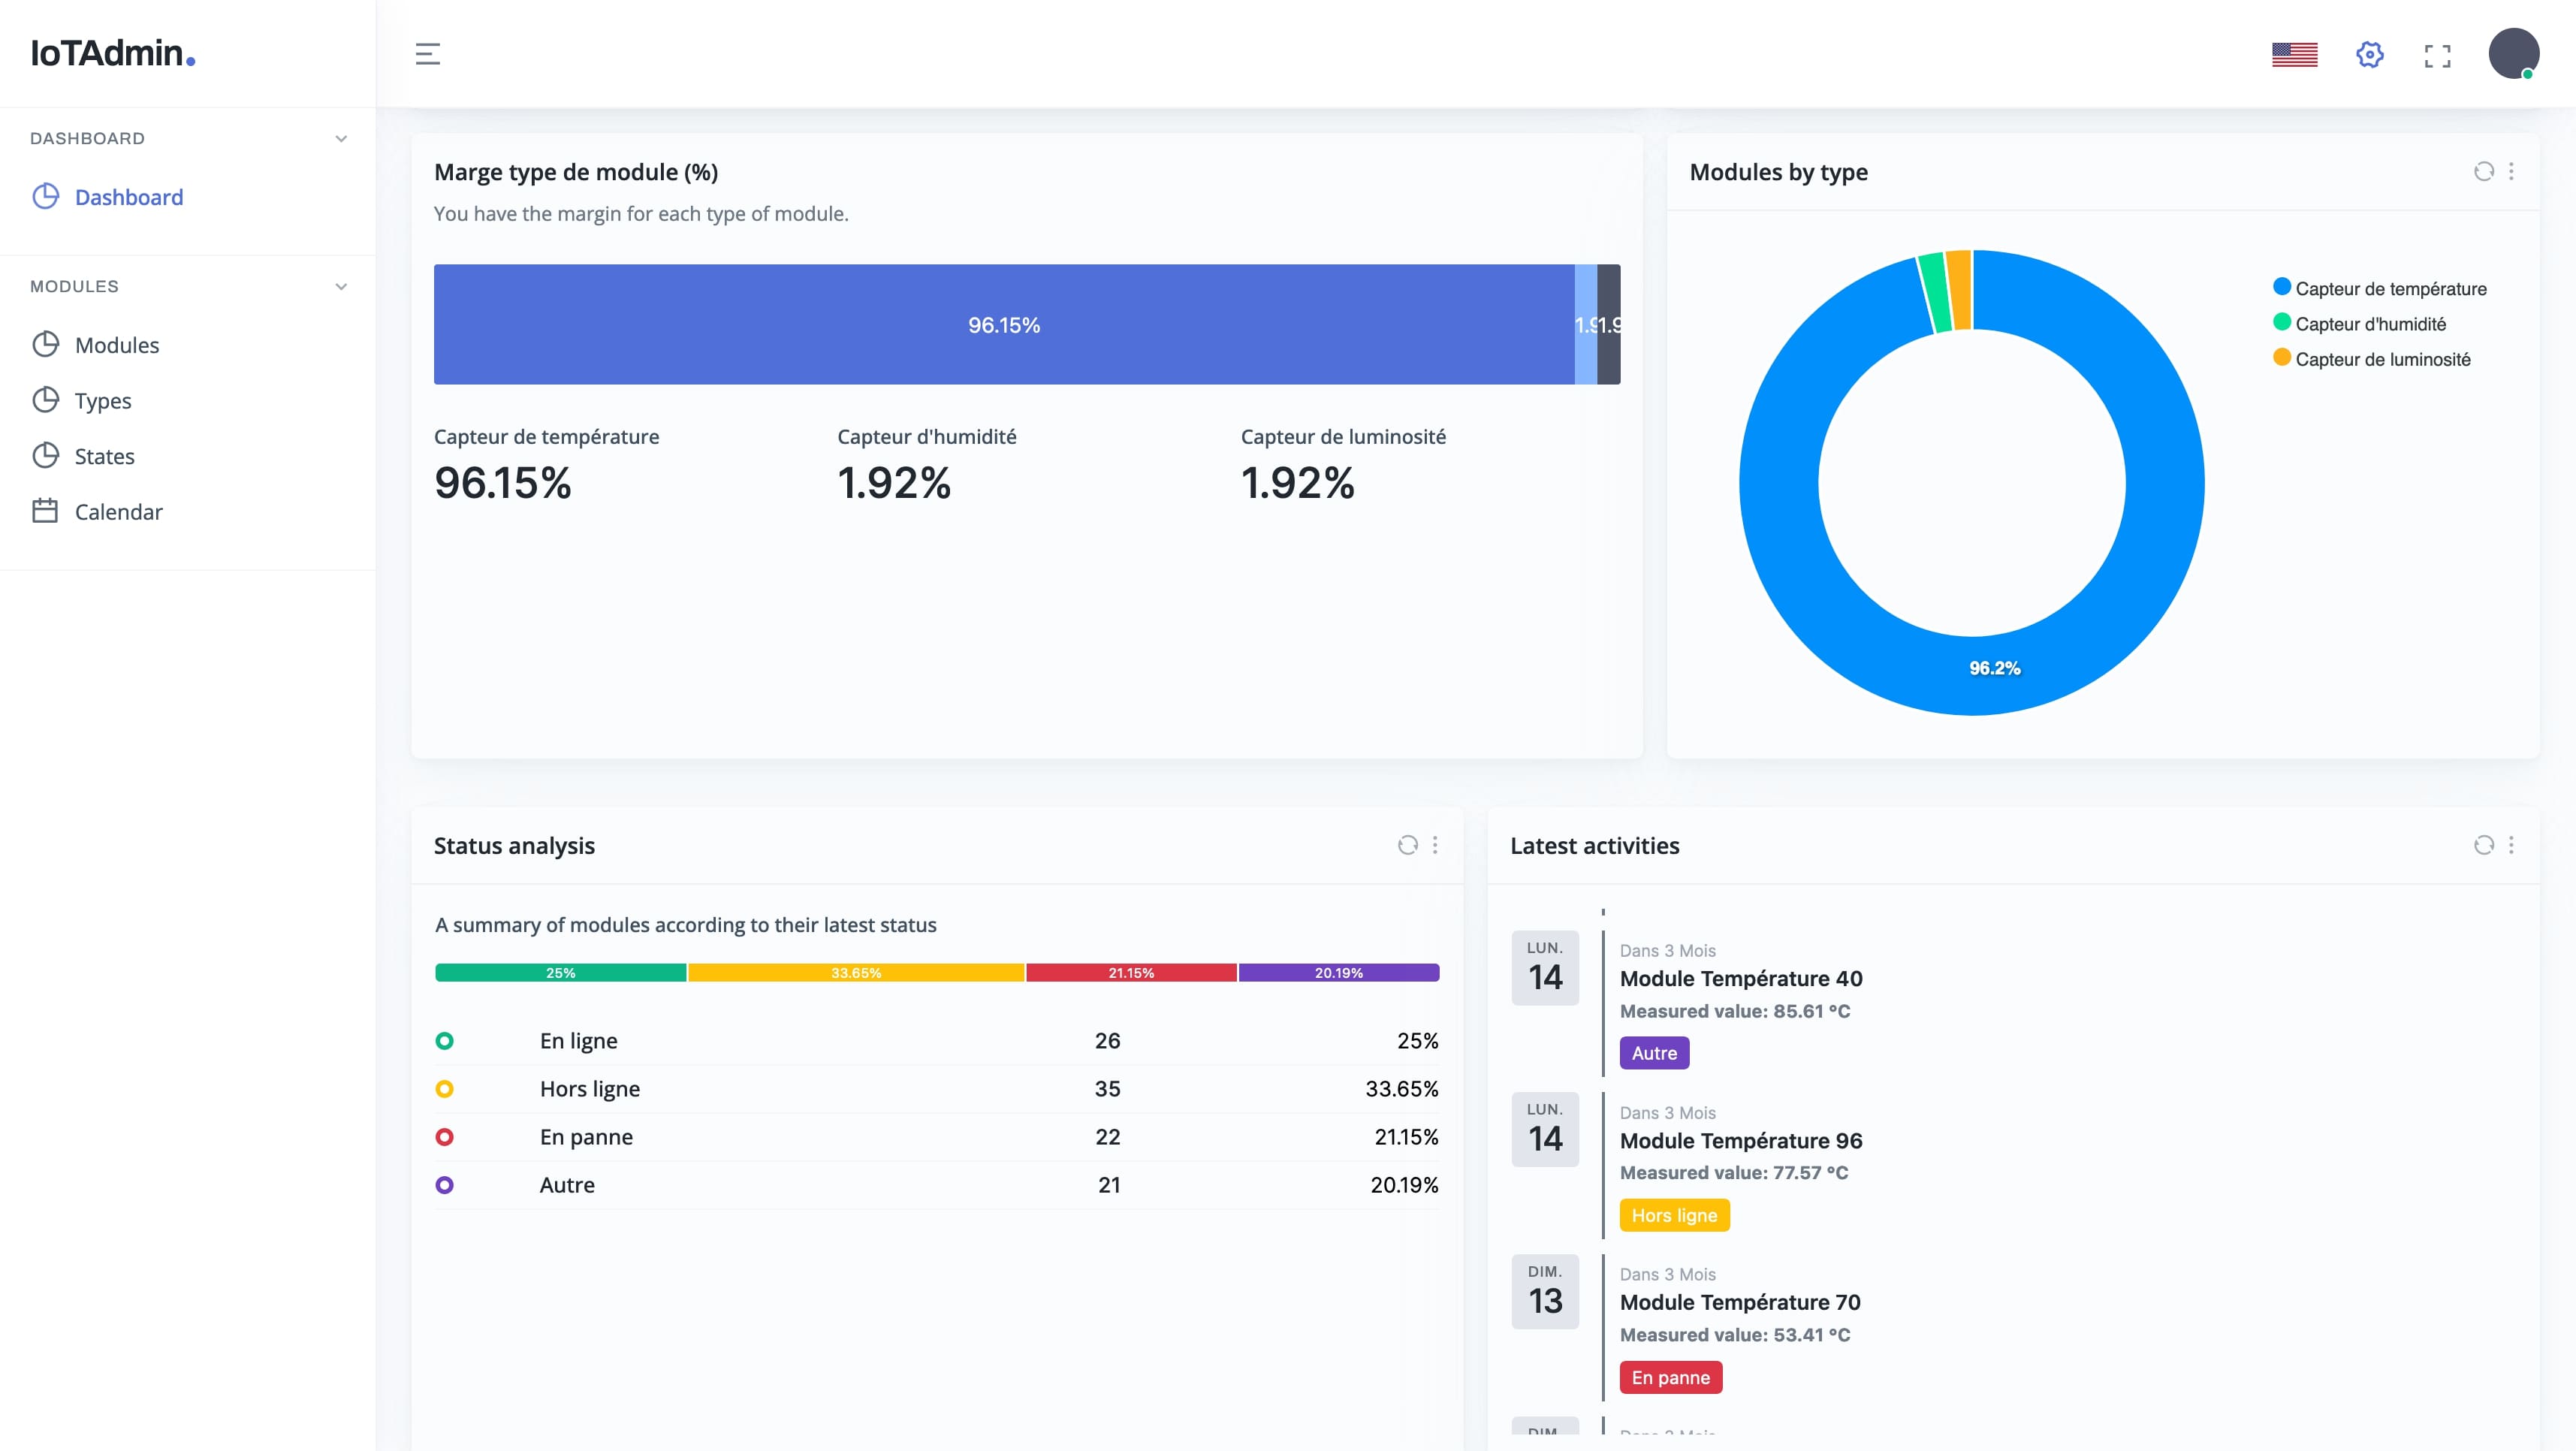 IoTAdmin.
DASHBOARD
Dashboard
MODULES
Modules
Types
States
Calendar
Marge type de module (%)
You have the margin for each type of module.
96.15%
1.9
1.9
Capteur de température
96.15%
Capteur d'humidité
1.92%
Capteur de luminosité
1.92%
Modules by type
Capteur de température
Capteur d'humidité
Capteur de luminosité
96.2%
Status analysis
A summary of modules according to their latest status
25% 33.65% 21.15% 20.19%
En ligne 26 25%
Hors ligne 35 33.65%
En panne 22 21.15%
Autre 21 20.19%
Latest activities
LUN.
14
Dans 3 Mois
Module Température 40
Measured value: 85.61 °C
Autre
LUN.
14
Dans 3 Mois
Module Température 96
Measured value: 77.57 °C
Hors ligne
DIM.
13
Dans 3 Mois
Module Température 70
Measured value: 53.41 °C
En panne